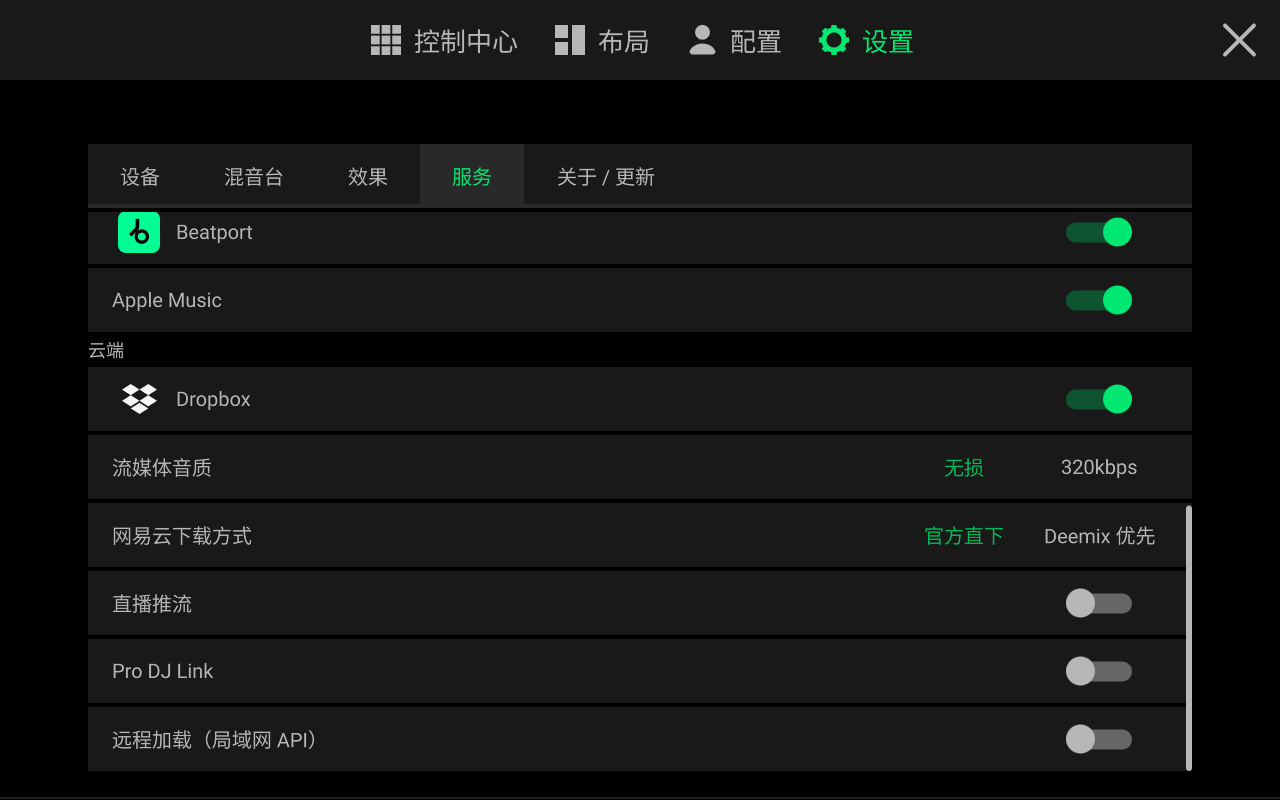 控制中心 布局 配置 设置
设备 混音台 效果 服务 关于 / 更新
Beatport
Apple Music
云端
Dropbox
流媒体音质 无损 320kbps
网易云下载方式 官方直下 Deemix 优先
直播推流
Pro DJ Link
远程加载（局域网 API）